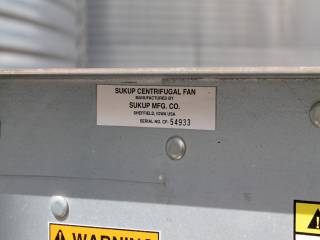 SUKUP CENTRIFUGAL FAN
MANUFACTURED BY
SUKUP MFG. CO.
SHEFFIELD, IOWA USA
SERIAL NO. CF- 54933
WARNING